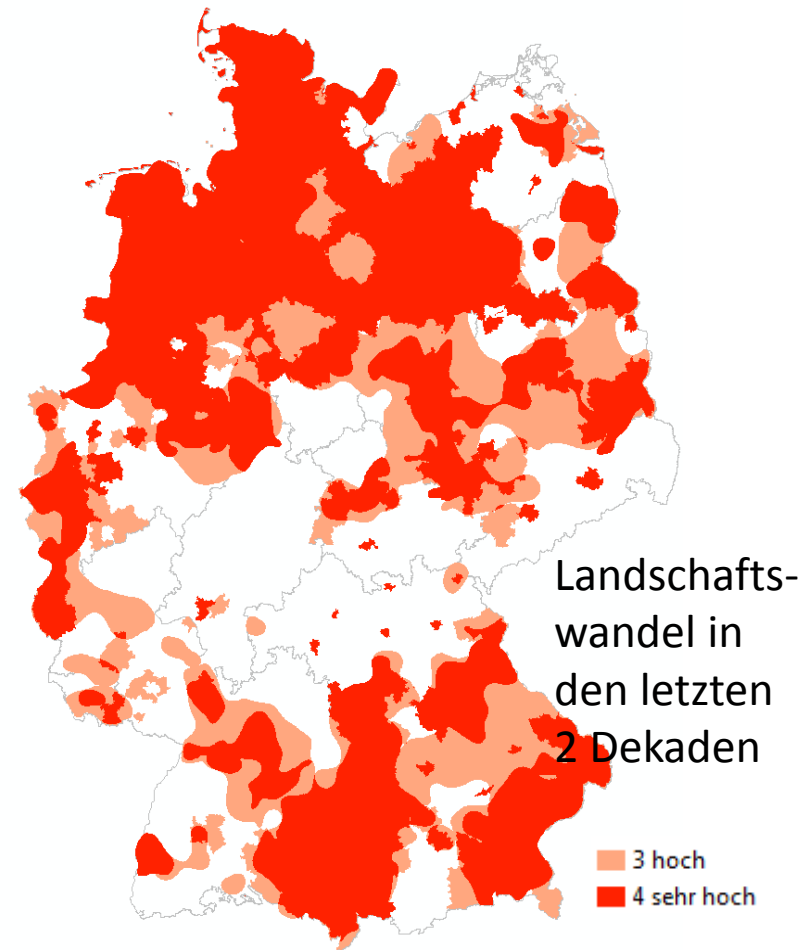 Landschafts-
wandel in
den letzten
2 Dekaden
3 hoch
4 sehr hoch